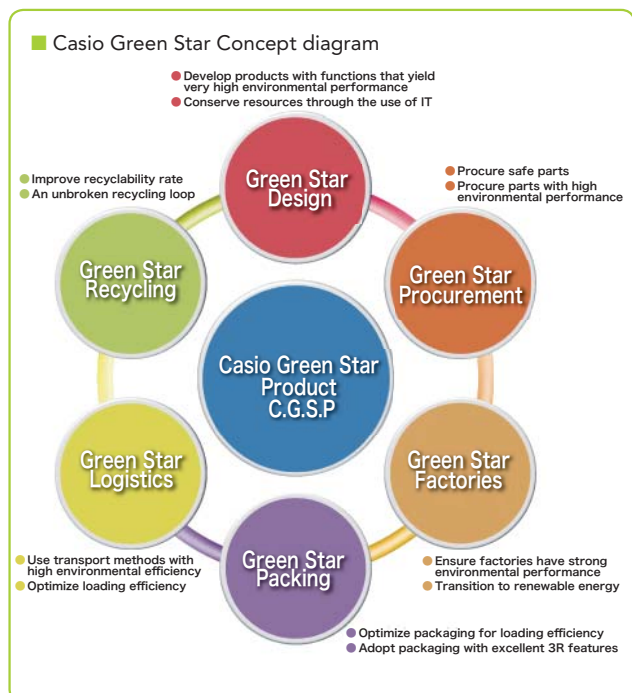 Casio Green Star Concept diagram
Develop products with functions that yield
very high environmental performance
Conserve resources through the use of IT
Green Star
Design
Procure safe parts
Procure parts with high
environmental performance
Green Star
Procurement
Ensure factories have strong
environmental performance
Transition to renewable energy
Green Star
Factories
Optimize packaging for loading efficiency
Adopt packaging with excellent 3R features
Green Star
Packing
Use transport methods with
high environmental efficiency
Optimize loading efficiency
Green Star
Logistics
Improve recyclability rate
An unbroken recycling loop
Green Star
Recycling
Casio Green Star
Product
C.G.S.P